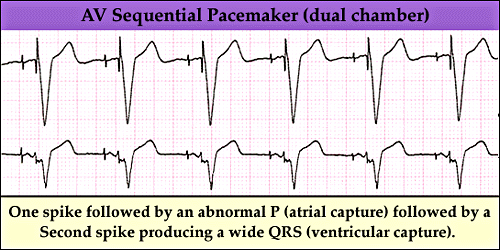 AV Sequential Pacemaker (dual chamber)
One spike followed by an abnormal P (atrial capture) followed by a
Second spike producing a wide QRS (ventricular capture).